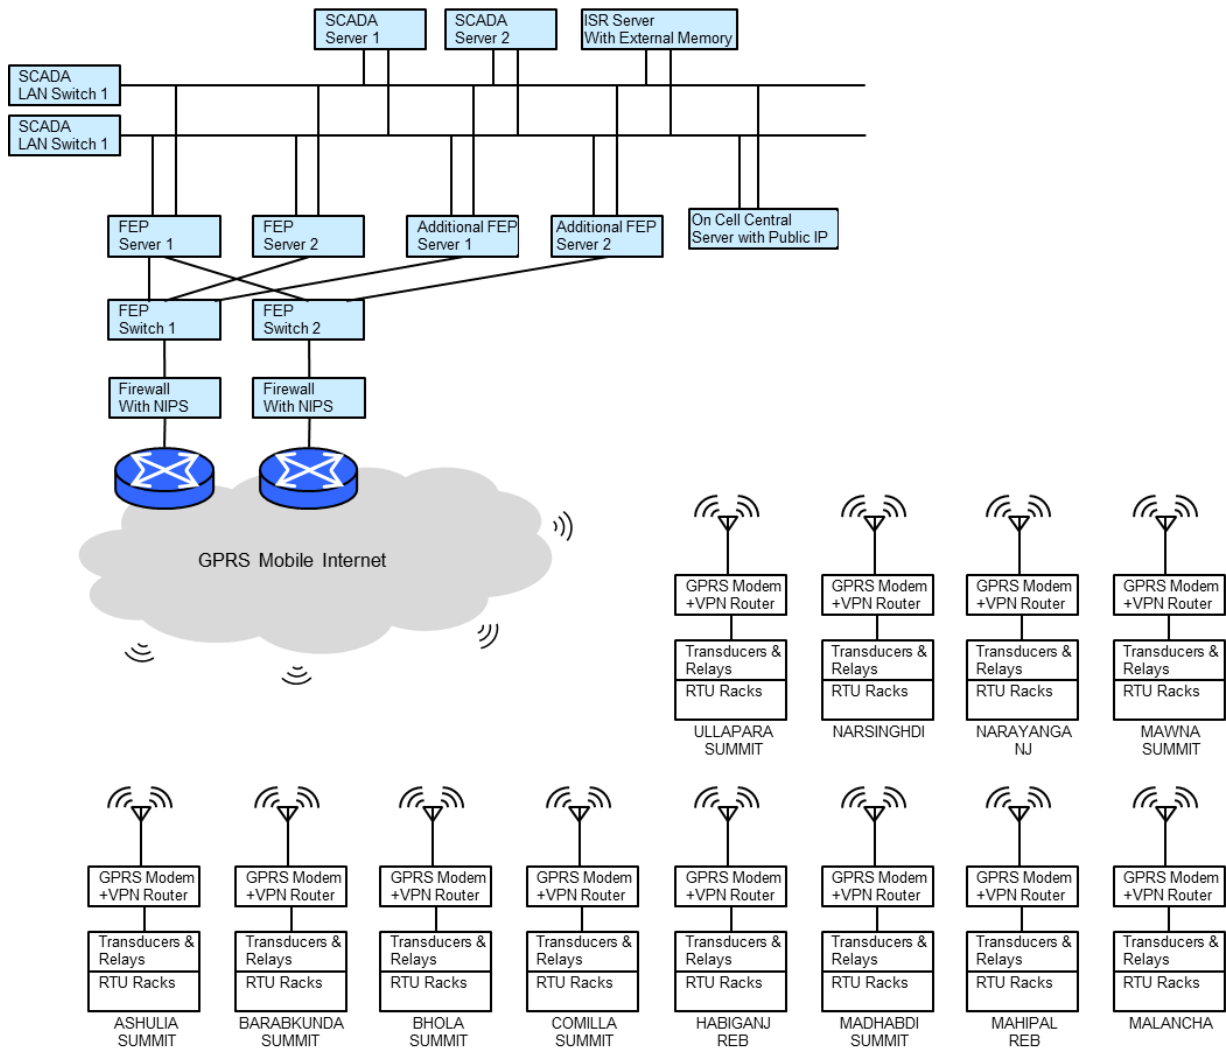 SCADA
Server 1
SCADA
Server 2
ISR Server
With External Memory
SCADA
LAN Switch 1
SCADA
LAN Switch 1
FEP
Server 1
FEP
Server 2
Additional FEP
Server 1
Additional FEP
Server 2
On Cell Central
Server with Public IP
FEP
Switch 1
FEP
Switch 2
Firewall
With NIPS
Firewall
With NIPS
GPRS Mobile Internet
GPRS Modem
+VPN Router
Transducers &
Relays
RTU Racks
ULLAPARA
SUMMIT
GPRS Modem
+VPN Router
Transducers &
Relays
RTU Racks
NARSINGHDI
GPRS Modem
+VPN Router
Transducers &
Relays
RTU Racks
NARAYANGA
NJ
GPRS Modem
+VPN Router
Transducers &
Relays
RTU Racks
MAWNA
SUMMIT
GPRS Modem
+VPN Router
Transducers &
Relays
RTU Racks
ASHULIA
SUMMIT
GPRS Modem
+VPN Router
Transducers &
Relays
RTU Racks
BARABKUNDA
SUMMIT
GPRS Modem
+VPN Router
Transducers &
Relays
RTU Racks
BHOLA
SUMMIT
GPRS Modem
+VPN Router
Transducers &
Relays
RTU Racks
COMILLA
SUMMIT
GPRS Modem
+VPN Router
Transducers &
Relays
RTU Racks
HABIGANJ
REB
GPRS Modem
+VPN Router
Transducers &
Relays
RTU Racks
MADHABDI
SUMMIT
GPRS Modem
+VPN Router
Transducers &
Relays
RTU Racks
MAHIPAL
REB
GPRS Modem
+VPN Router
Transducers &
Relays
RTU Racks
MALANCHA